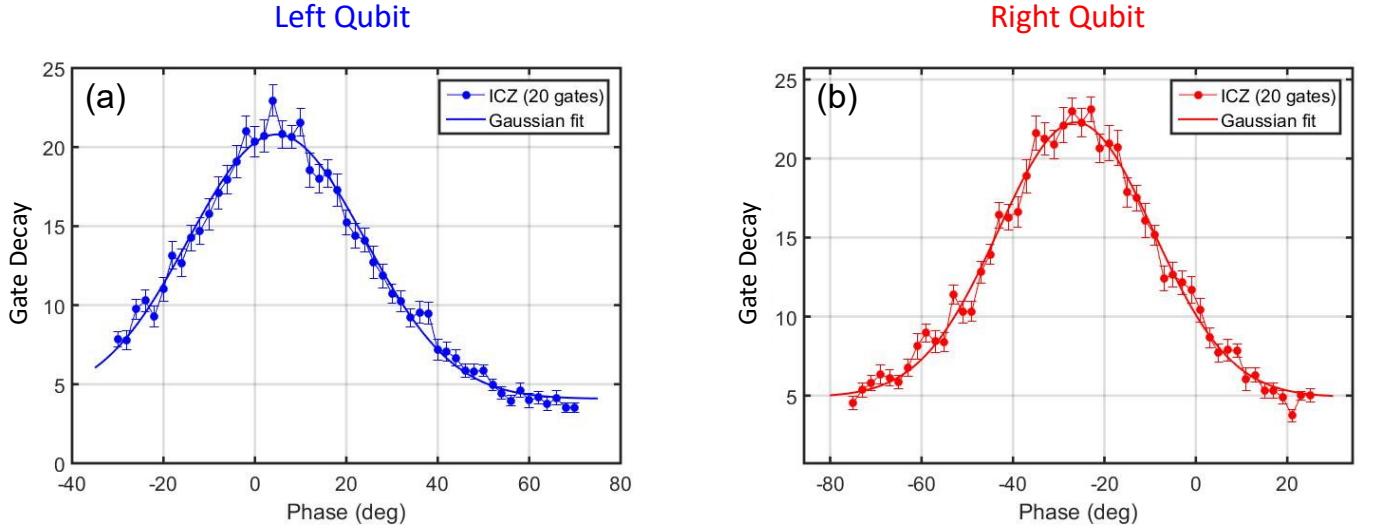 Left Qubit
Right Qubit
(a)
ICZ (20 gates)
Gaussian fit
Gate Decay
25
20
15
10
5
0
-40
-20
0
20
40
60
80
Phase (deg)
(b)
ICZ (20 gates)
Gaussian fit
Gate Decay
25
20
15
10
5
-80
-60
-40
-20
0
20
Phase (deg)